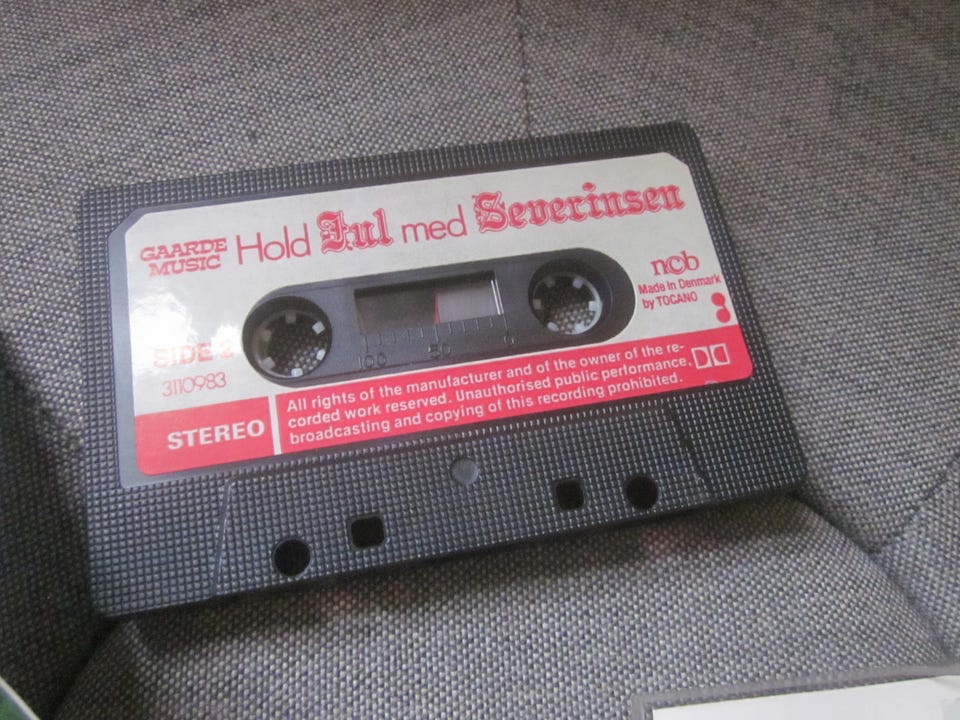 GAARDE
MUSIC
Hold Jul med Severinsen
ncb
Made in Denmark
by TOCANO
SIDE 2
3110983
100 50 0
STEREO
All rights of the manufacturer and of the owner of the re-
corded work reserved. Unauthorised public performance,
broadcasting and copying of this recording prohibited.